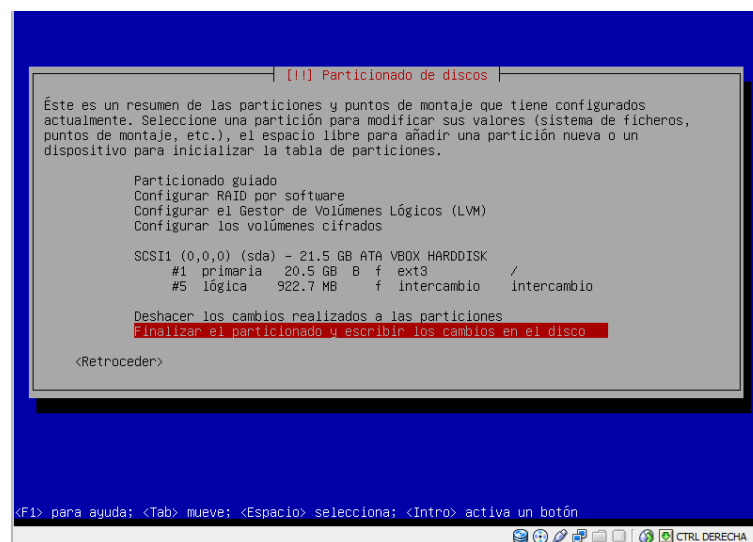 [!!] Particionado de discos
Éste es un resumen de las particiones y puntos de montaje que tiene configurados
actualmente. Seleccione una partición para modificar sus valores (sistema de ficheros,
puntos de montaje, etc.), el espacio libre para añadir una partición nueva o un
dispositivo para inicializar la tabla de particiones.
Particionado guiado
Configurar RAID por software
Configurar el Gestor de Volúmenes Lógicos (LVM)
Configurar los volúmenes cifrados
SCSI1 (0,0,0) (sda) - 21.5 GB ATA VBOX HARDDISK
#1 primaria 20.5 GB B f ext3 /
#5 lógica 922.7 MB f intercambio intercambio
Deshacer los cambios realizados a las particiones
Finalizar el particionado y escribir los cambios en el disco
<Retroceder>
<F1> para ayuda; <Tab> mueve; <Espacio> selecciona; <Intro> activa un botón
CTRL DERECHA